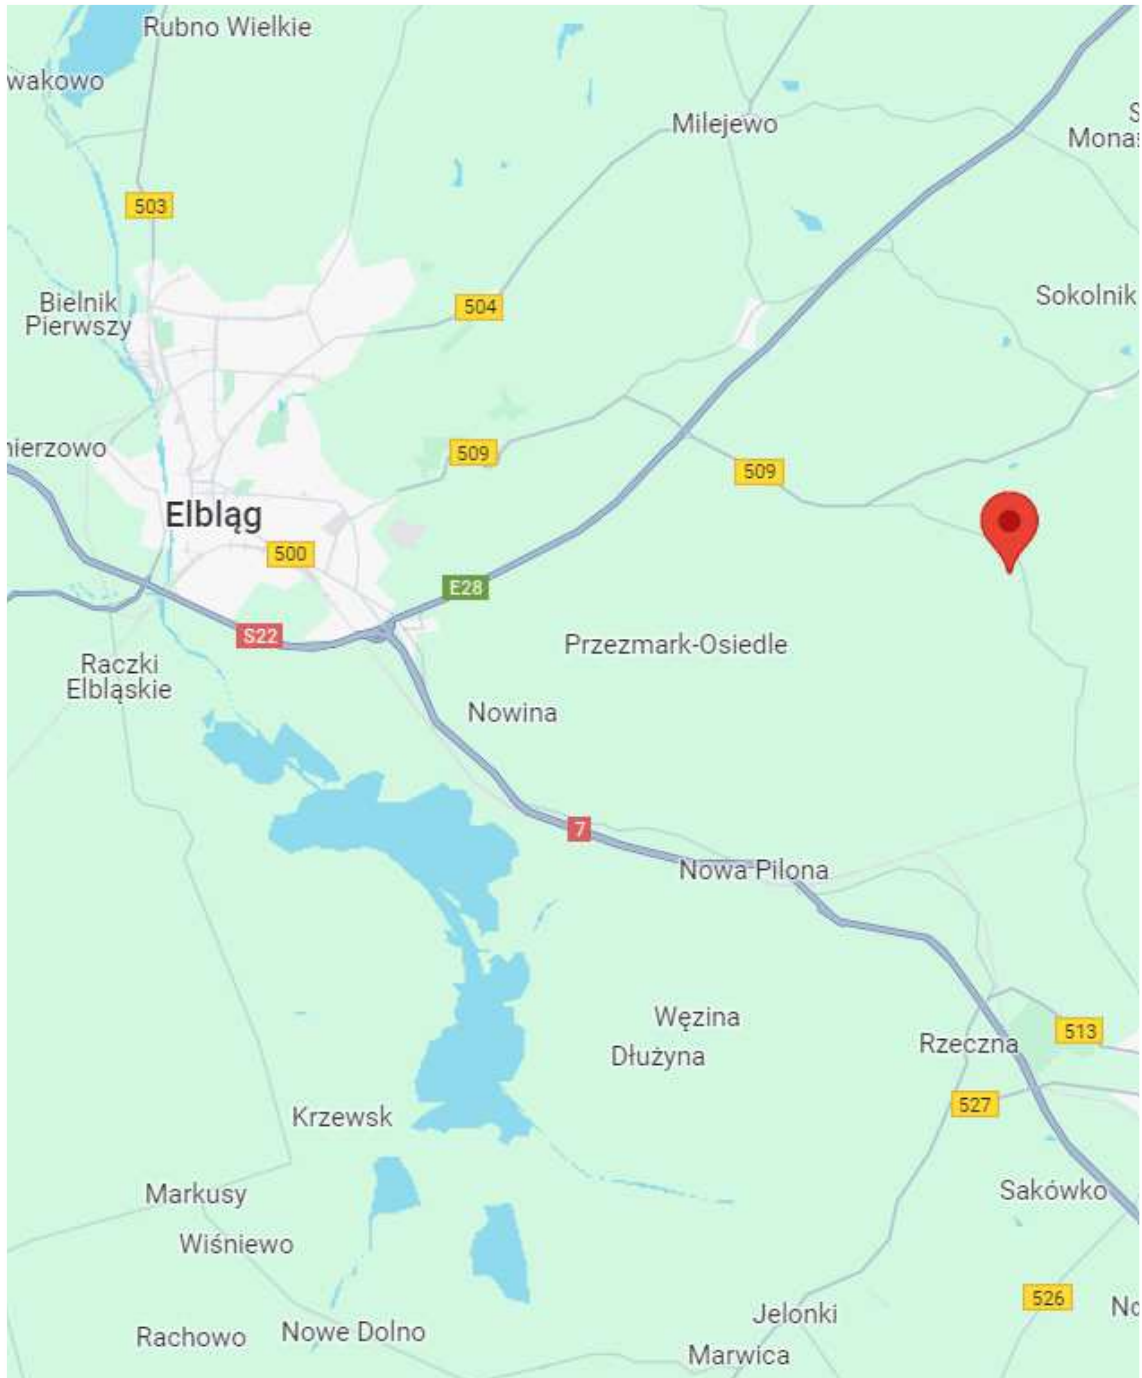 Rubno Wielkie
wakowo
Milejewo
S
Monas
503
Bielnik
Pierwszy
504
Sokolnik
nierzowo
509
509
Elbląg
500
E28
S22
Przezmark-Osiedle
Raczki
Elbląskie
Nowina
7
Nowa Pilona
Węzina
513
Rzeczna
Dłużyna
527
Krzewsk
Markusy
Sakówko
Wiśniewo
526
Jelonki
No
Rachowo
Nowe Dolno
Marwica